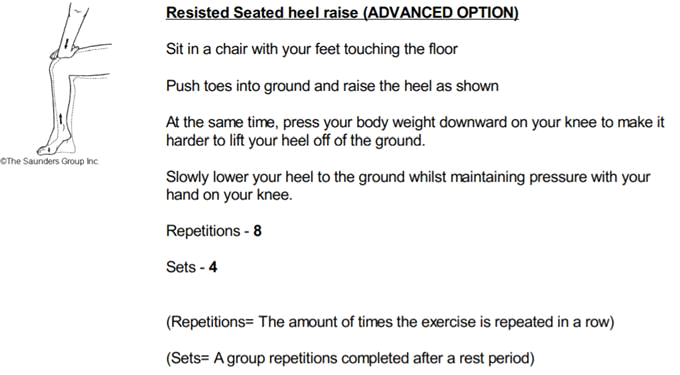 Resisted Seated heel raise (ADVANCED OPTION)
Sit in a chair with your feet touching the floor
Push toes into ground and raise the heel as shown
At the same time, press your body weight downward on your knee to make it
harder to lift your heel off of the ground.
©The Saunders Group Inc.
Slowly lower your heel to the ground whilst maintaining pressure with your
hand on your knee.
Repetitions - 8
Sets - 4
(Repetitions= The amount of times the exercise is repeated in a row)
(Sets= A group repetitions completed after a rest period)